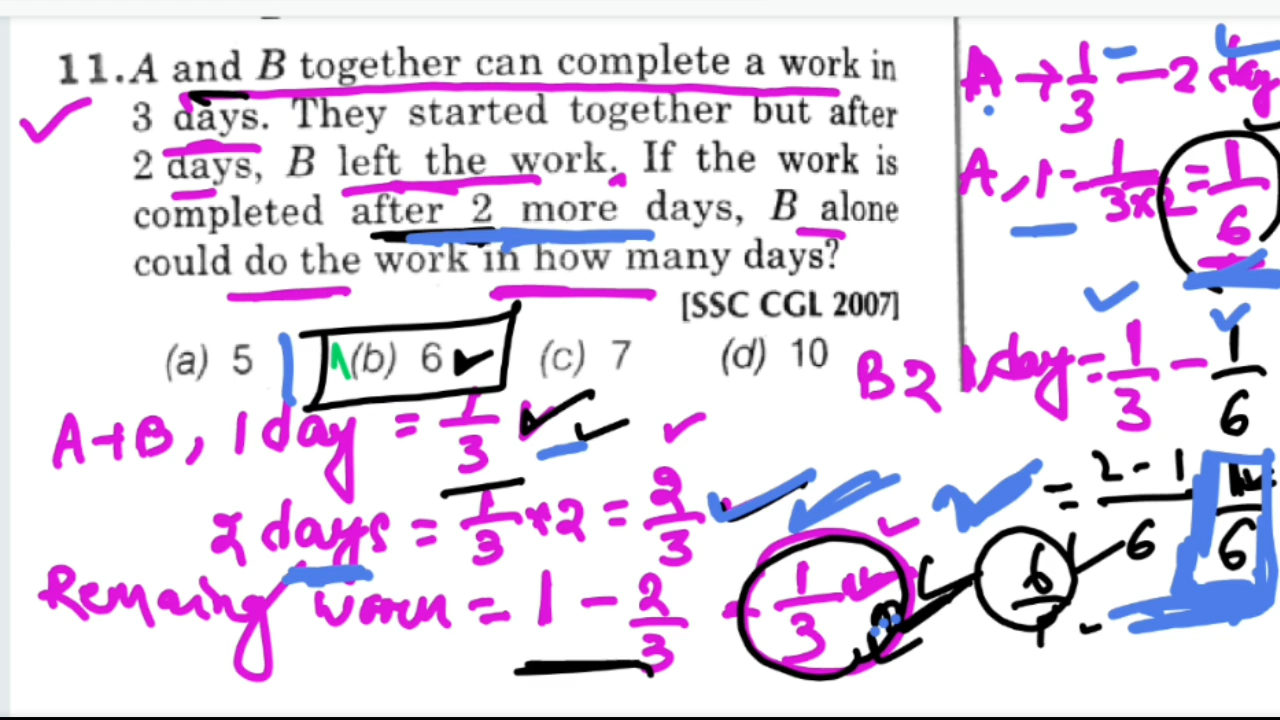 11. A and B together can complete a work in
3 days. They started together but after
2 days, B left the work. If the work is
completed after 2 more days, B alone
could do the work in how many days?
[SSC CGL 2007]
(a) 5 (b) 6 (c) 7 (d) 10
A+B, 1 day = 1/3
2 days = 1/3 × 2 = 2/3
Remaining work = 1 - 2/3 = 1/3
A → 1/3 - 2 day
A, 1 - 1/3×2 = 1/6
B 2 1 day = 1/3 - 1/6
= 2-1/6
6